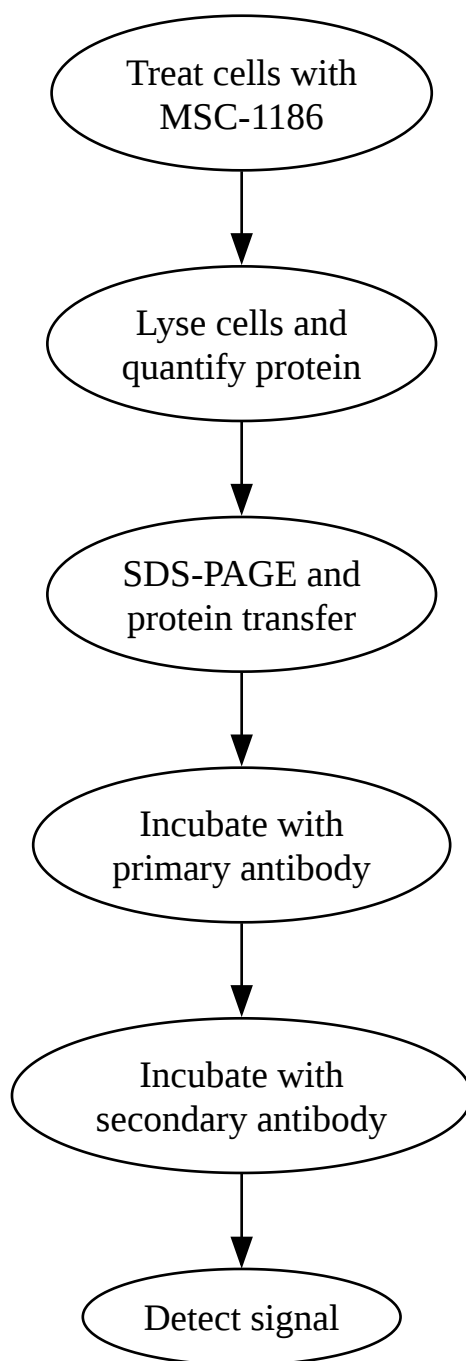 Treat cells with
MSC-1186
Lyse cells and
quantify protein
SDS-PAGE and
protein transfer
Incubate with
primary antibody
Incubate with
secondary antibody
Detect signal